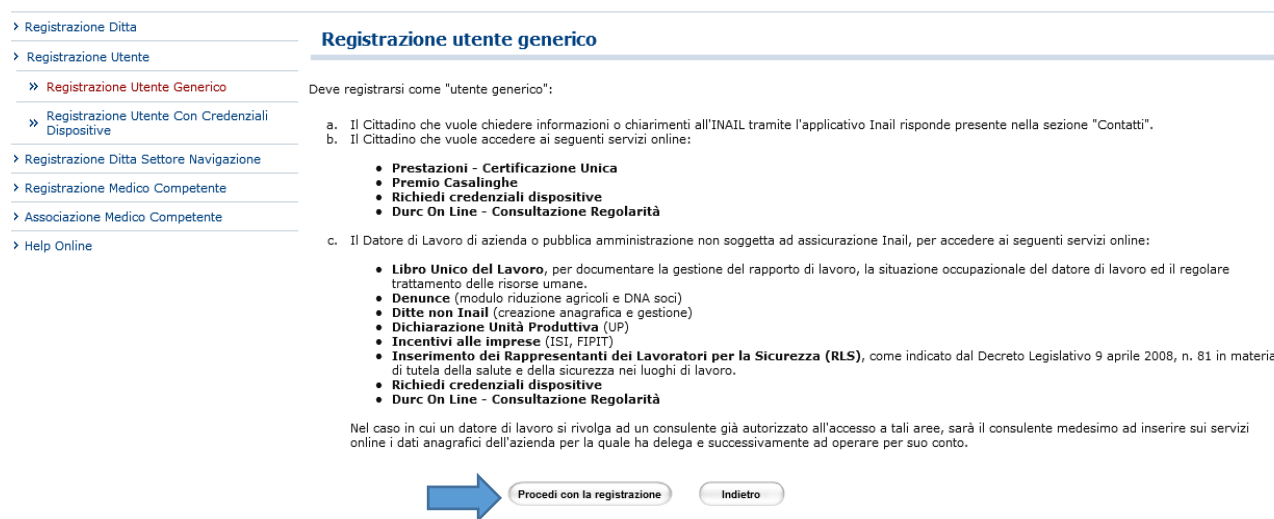 Registrazione Ditta
Registrazione Utente
» Registrazione Utente Generico
» Registrazione Utente Con Credenziali
Dispositive
Registrazione Ditta Settore Navigazione
Registrazione Medico Competente
Associazione Medico Competente
Help Online
Registrazione utente generico
Deve registrarsi come "utente generico":
a. Il Cittadino che vuole chiedere informazioni o chiarimenti all'INAIL tramite l'applicativo Inail risponde presente nella sezione "Contatti".
b. Il Cittadino che vuole accedere ai seguenti servizi online:
• Prestazioni - Certificazione Unica
• Premio Casalinghe
• Richiedi credenziali dispositive
• Durc On Line - Consultazione Regolarità
c. Il Datore di Lavoro di azienda o pubblica amministrazione non soggetta ad assicurazione Inail, per accedere ai seguenti servizi online:
• Libro Unico del Lavoro, per documentare la gestione del rapporto di lavoro, la situazione occupazionale del datore di lavoro ed il regolare
trattamento delle risorse umane.
• Denunce (modulo riduzione agricoli e DNA soci)
• Ditte non Inail (creazione anagrafica e gestione)
• Dichiarazione Unità Produttiva (UP)
• Incentivi alle imprese (ISI, FIPIT)
• Inserimento dei Rappresentanti dei Lavoratori per la Sicurezza (RLS), come indicato dal Decreto Legislativo 9 aprile 2008, n. 81 in materia
di tutela della salute e della sicurezza nei luoghi di lavoro.
• Richiedi credenziali dispositive
• Durc On Line - Consultazione Regolarità
Nel caso in cui un datore di lavoro si rivolga ad un consulente già autorizzato all'accesso a tali aree, sarà il consulente medesimo ad inserire sui servizi
online i dati anagrafici dell'azienda per la quale ha delega e successivamente ad operare per suo conto.
Procedi con la registrazione
Indietro